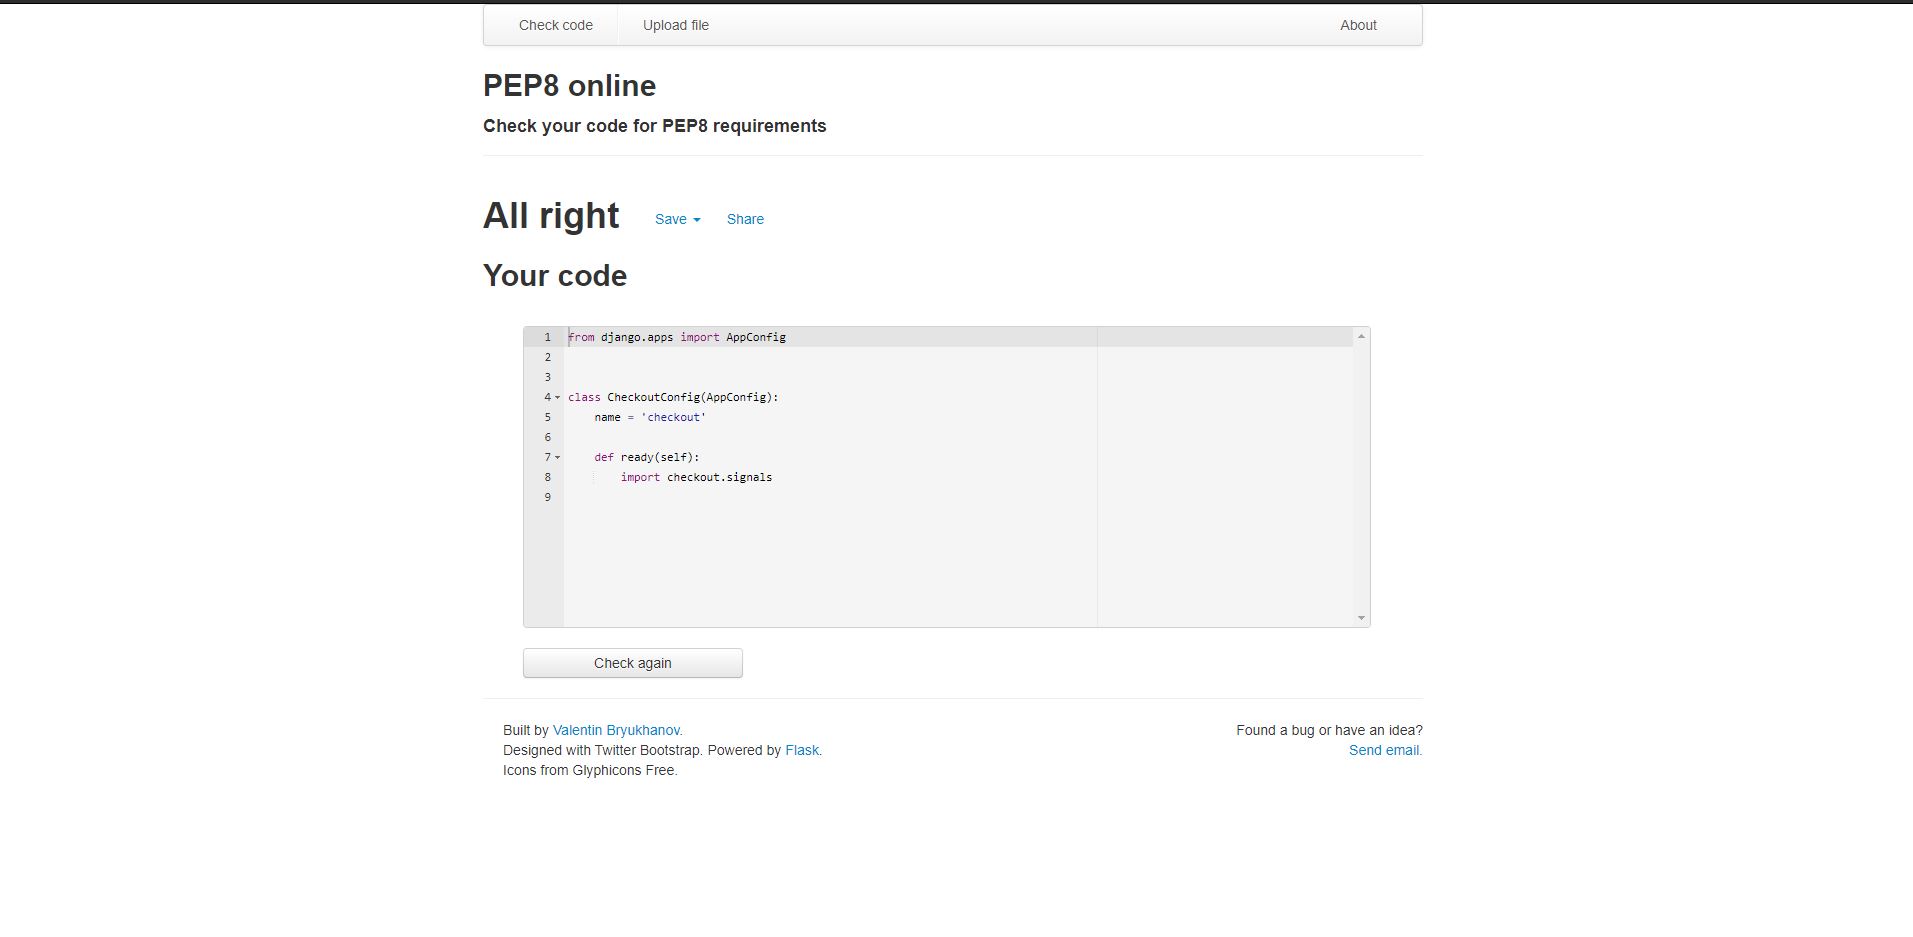 Check code Upload file About
PEP8 online
Check your code for PEP8 requirements
All right Save Share
Your code
1 from django.apps import AppConfig
2
3
4 class CheckoutConfig(AppConfig):
5     name = 'checkout'
6
7     def ready(self):
8         import checkout.signals
9
Check again
Built by Valentin Bryukhanov. Found a bug or have an idea?
Designed with Twitter Bootstrap. Powered by Flask. Send email.
Icons from Glyphicons Free.